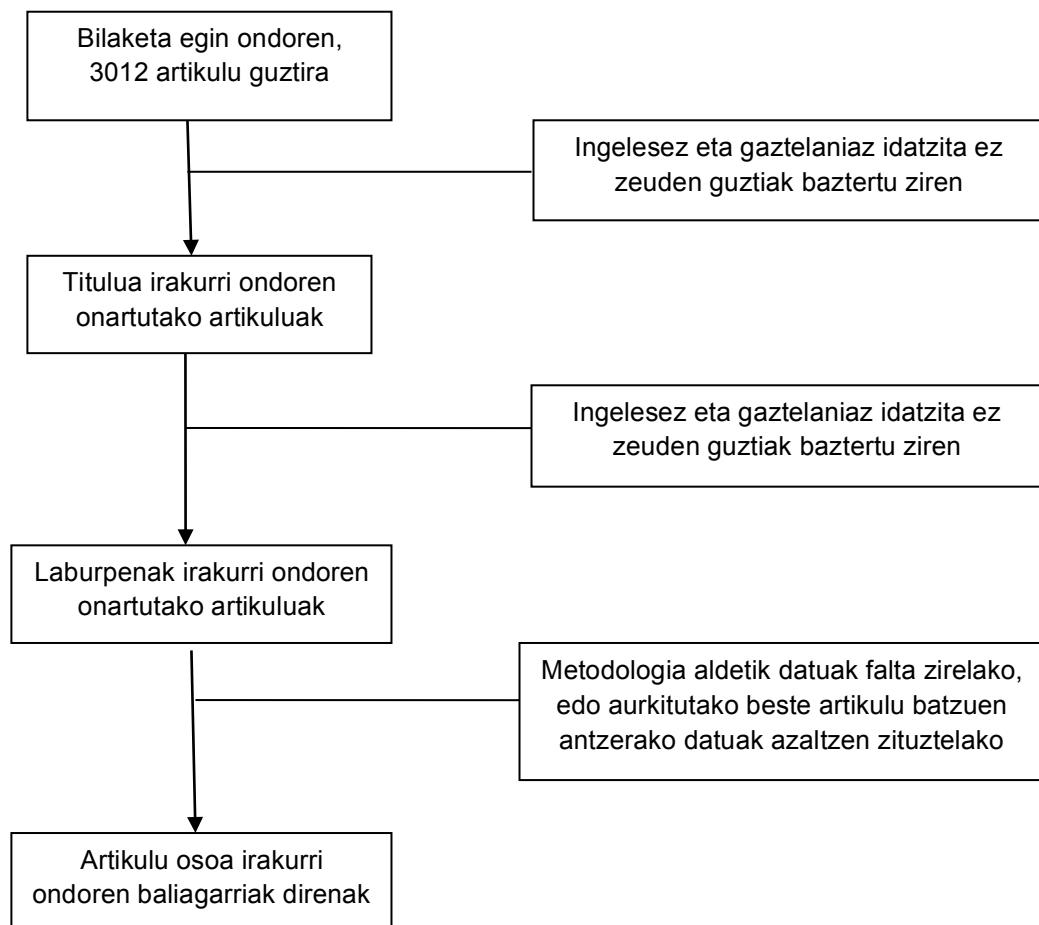 Bilaketa egin ondoren,
3012 artikulu guztira
Ingelesez eta gaztelaniaz idatzita ez
zeuden guztiak baztertu ziren
Titulua irakurri ondoren
onartutako artikuluak
Ingelesez eta gaztelaniaz idatzita ez
zeuden guztiak baztertu ziren
Laburpenak irakurri ondoren
onartutako artikuluak
Metodologia aldetik datuak falta zirelako,
edo aurkitutako beste artikulu batzuen
antzerako datuak azaltzen zituztelako
Artikulu osoa irakurri
ondoren baliagarriak direnak